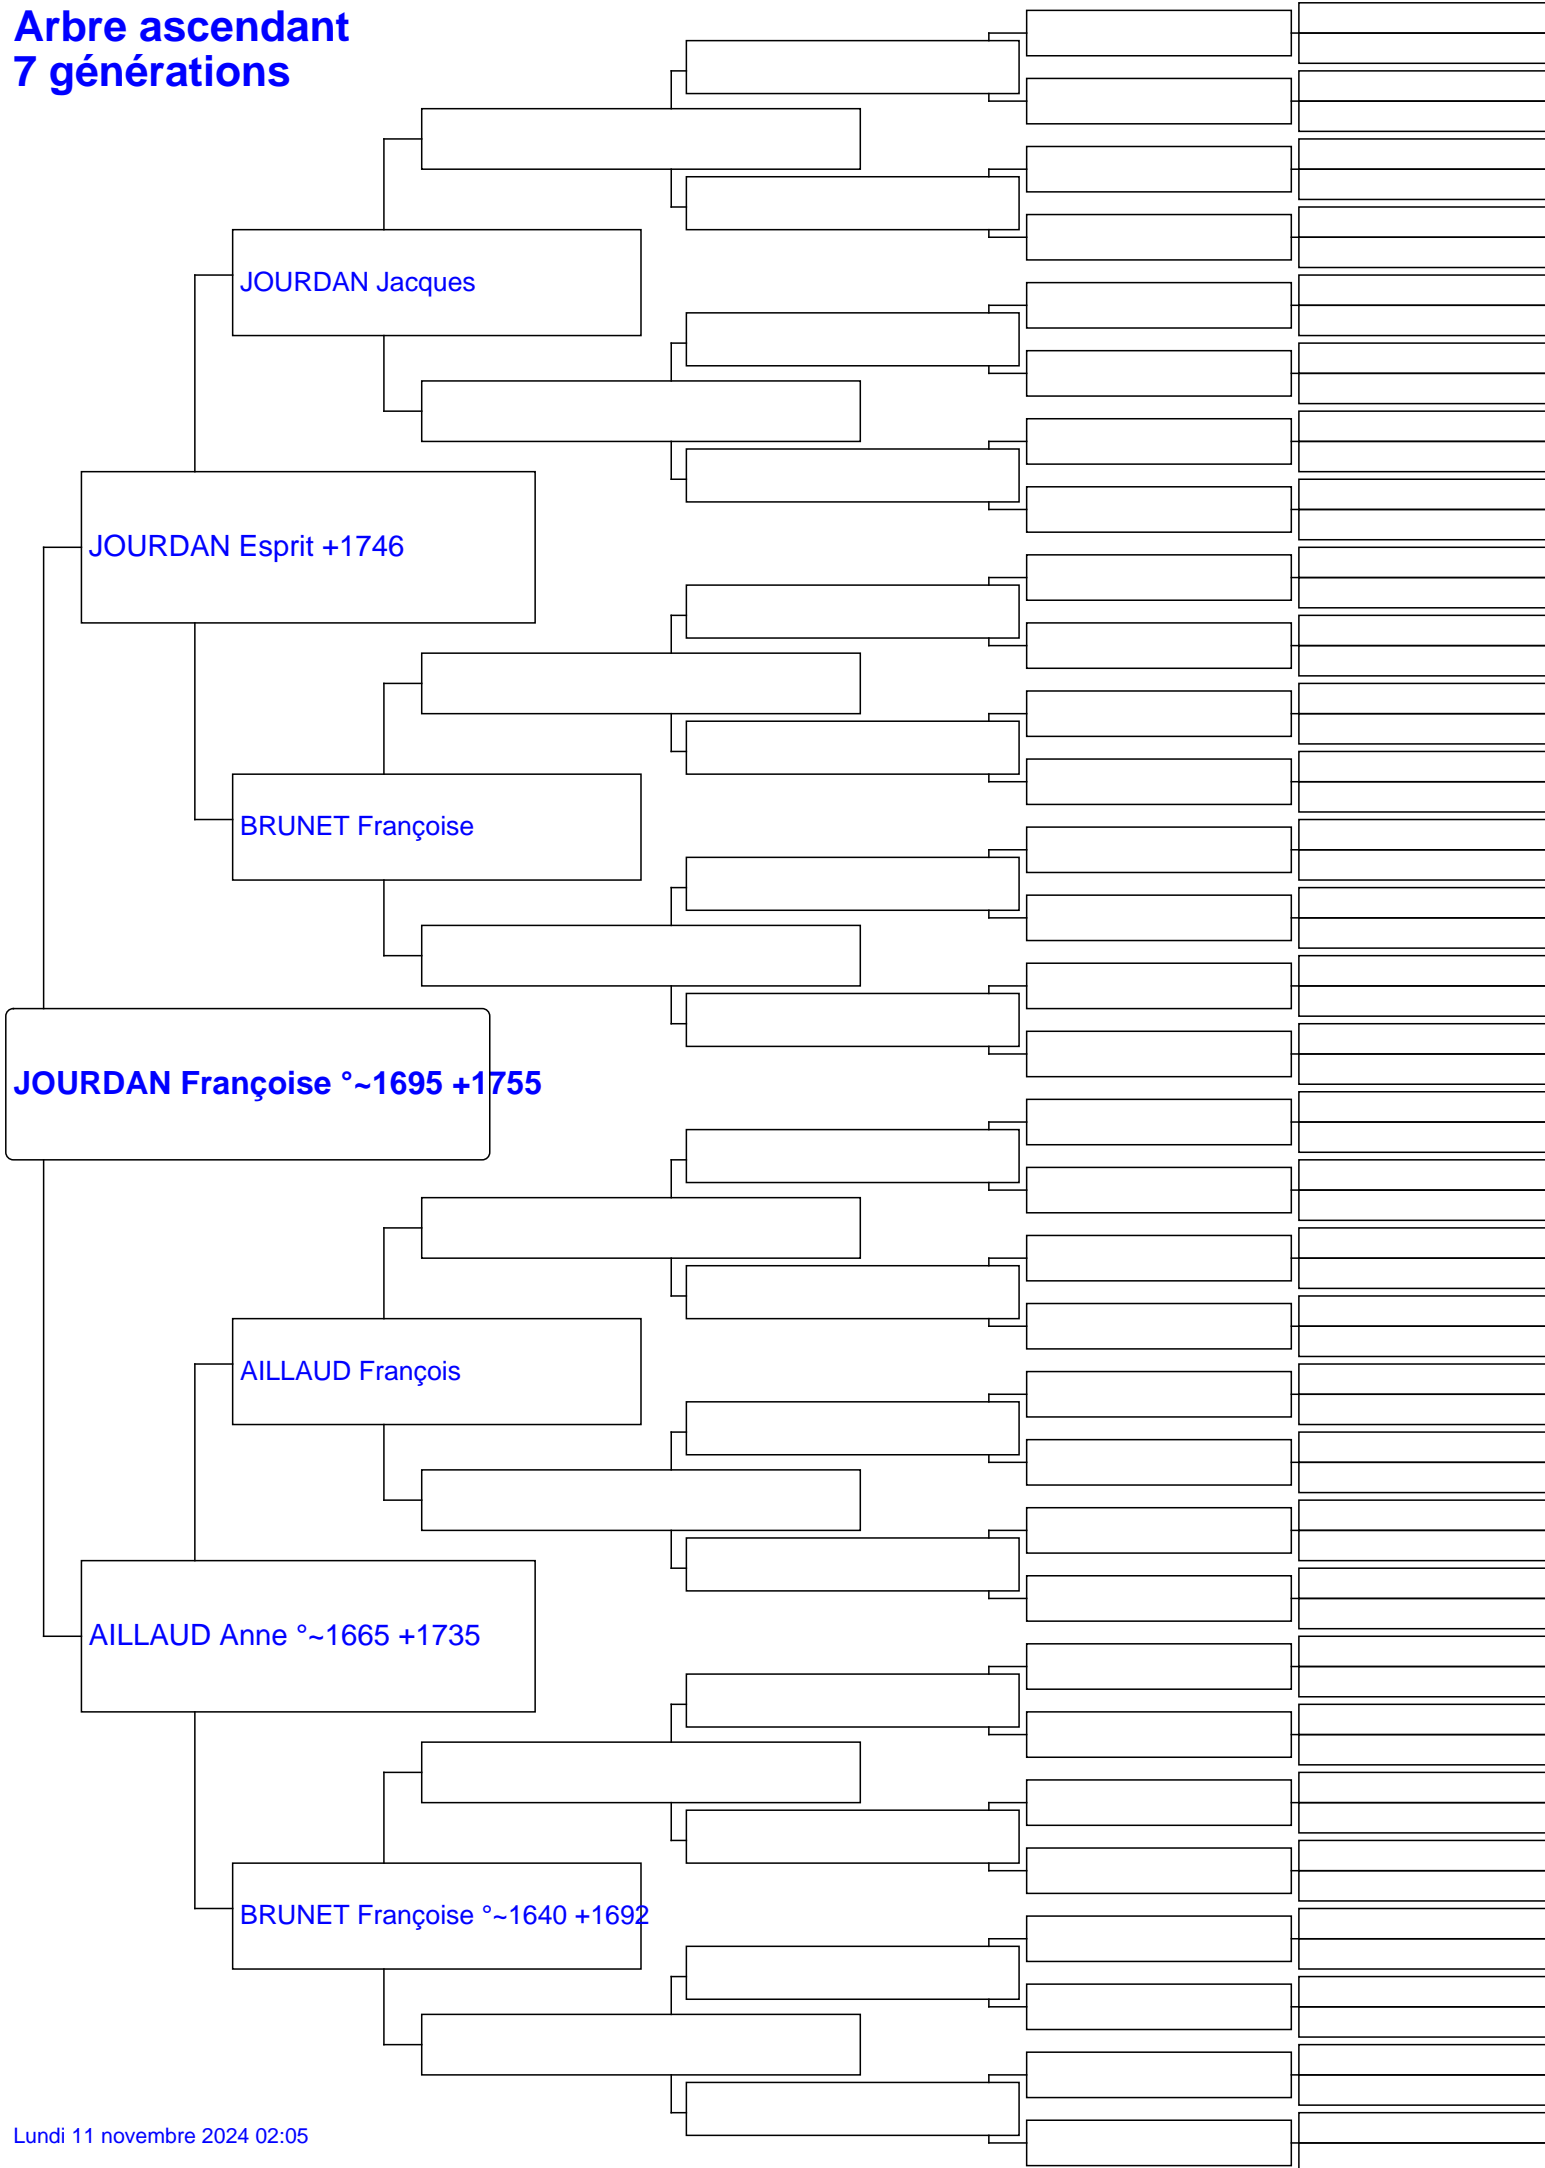 Arbre ascendant
7 générations
JOURDAN Jacques
JOURDAN Esprit +1746
BRUNET Françoise
JOURDAN Françoise °~1695 +1755
AILLAUD François
AILLAUD Anne °~1665 +1735
BRUNET Françoise °~1640 +1692
Lundi 11 novembre 2024 02:05